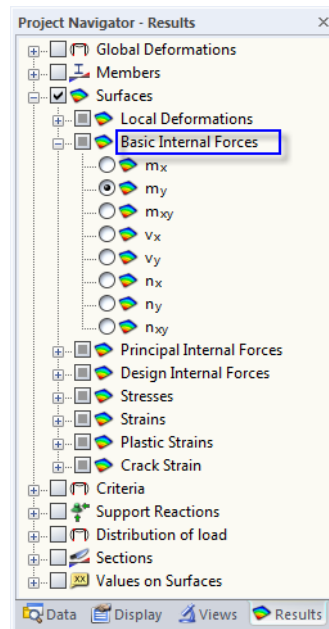 Project Navigator - Results
Global Deformations
Members
Surfaces
Local Deformations
Basic Internal Forces
mx
my
mxy
vx
vy
nx
ny
nxy
Principal Internal Forces
Design Internal Forces
Stresses
Strains
Plastic Strains
Crack Strain
Criteria
Support Reactions
Distribution of load
Sections
xx Values on Surfaces
Data Display Views Results